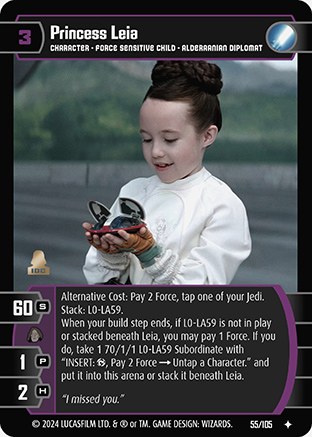 3
Princess Leia
CHARACTER • FORCE SENSITIVE CHILD • ALDERAANIAN DIPLOMAT
IDC
60 S
1 P
2 H
Alternative Cost: Pay 2 Force, tap one of your Jedi.
Stack: L0-LA59.
When your build step ends, if L0-LA59 is not in play
or stacked beneath Leia, you may pay 1 Force. If you
do, take 1 70/1/1 L0-LA59 Subordinate with
"INSERT: , Pay 2 Force → Untap a Character." and
put it into this arena or stack it beneath Leia.
"I missed you."
© 2024 LUCASFILM LTD. & ® or TM. GAME DESIGN: WIZARDS.
55/105